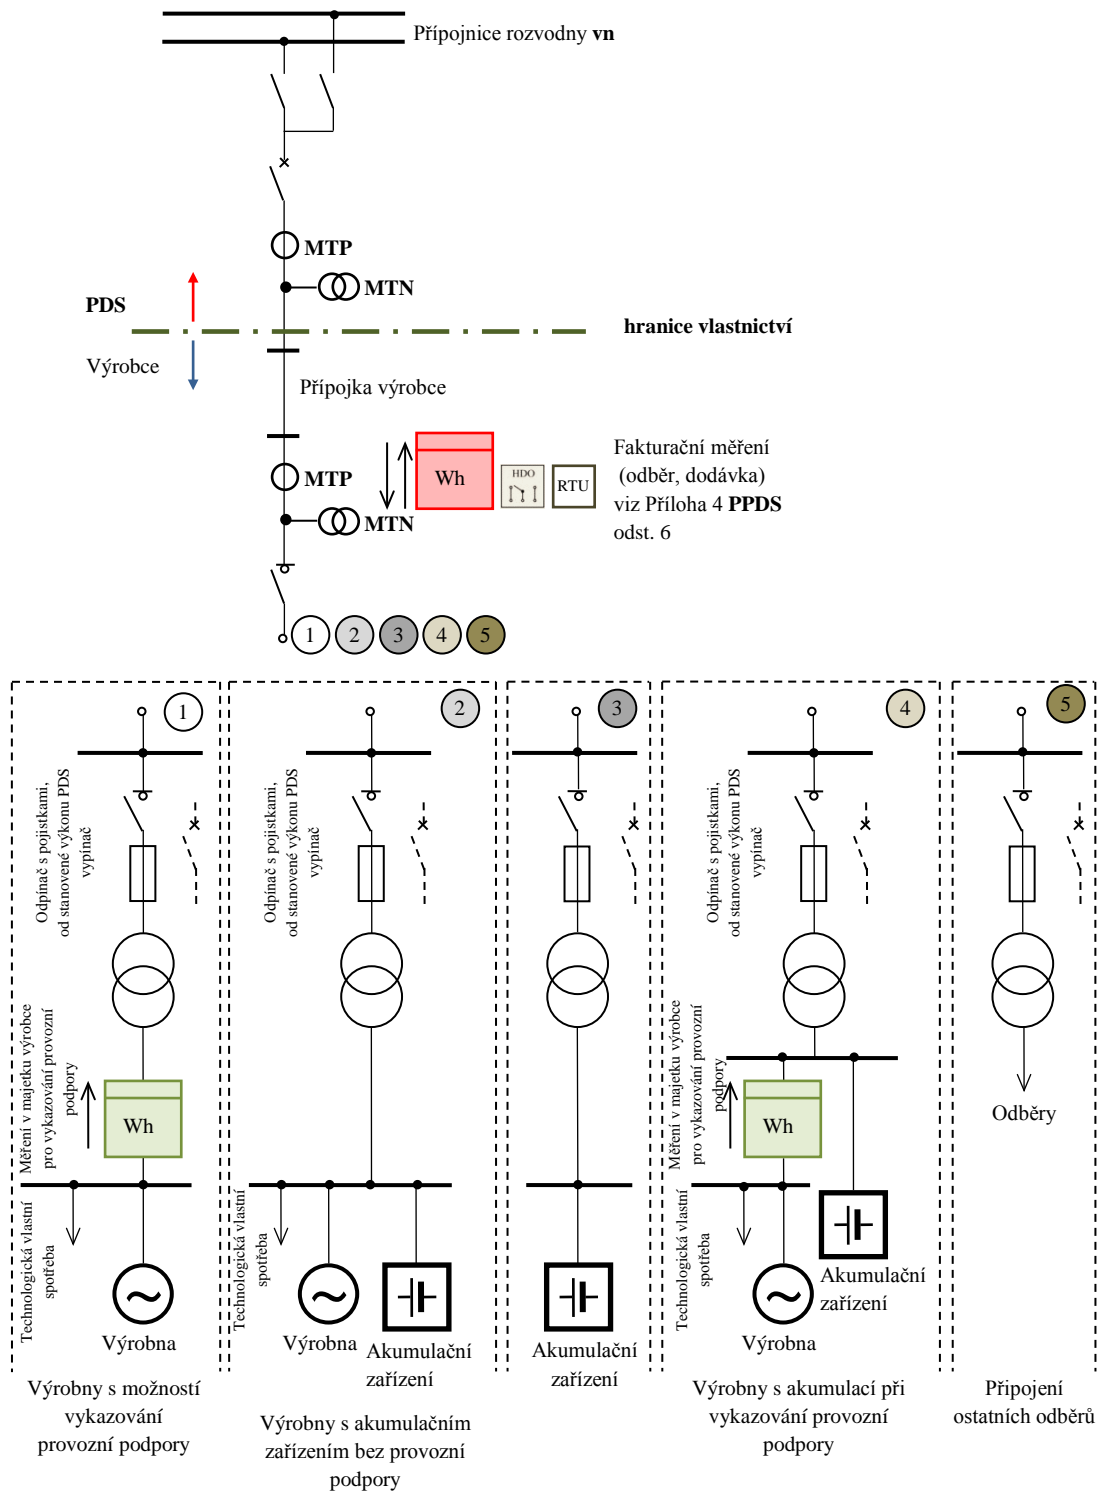 Přípojnice rozvodny vn
MTP
MTN
PDS
hranice vlastnictví
Výrobce
Přípojka výrobce
MTP
MTN
Wh
HDO
RTU
Fakturační měření
(odběr, dodávka)
viz Příloha 4 PPDS
odst. 6
1
2
3
4
5
1
Odpínač s pojistkami,
od stanovené výkonu PDS
vypínač
Měření v majetku výrobce
pro vykazování provozní
podpory
Wh
Technologická vlastní
spotřeba
Výrobna
Výrobny s možností
vykazování
provozní podpory
2
Odpínač s pojistkami,
od stanovené výkonu PDS
vypínač
Technologická vlastní
spotřeba
Výrobna
Akumulační
zařízení
Výrobny s akumulačním
zařízením bez provozní
podpory
3
Akumulační
zařízení
4
Odpínač s pojistkami,
od stanovené výkonu PDS
vypínač
Měření v majetku výrobce
pro vykazování provozní
podpory
Wh
Technologická vlastní
spotřeba
Výrobna
Akumulační
zařízení
Výrobny s akumulací při
vykazování provozní
podpory
5
Odběry
Připojení
ostatních odběrů